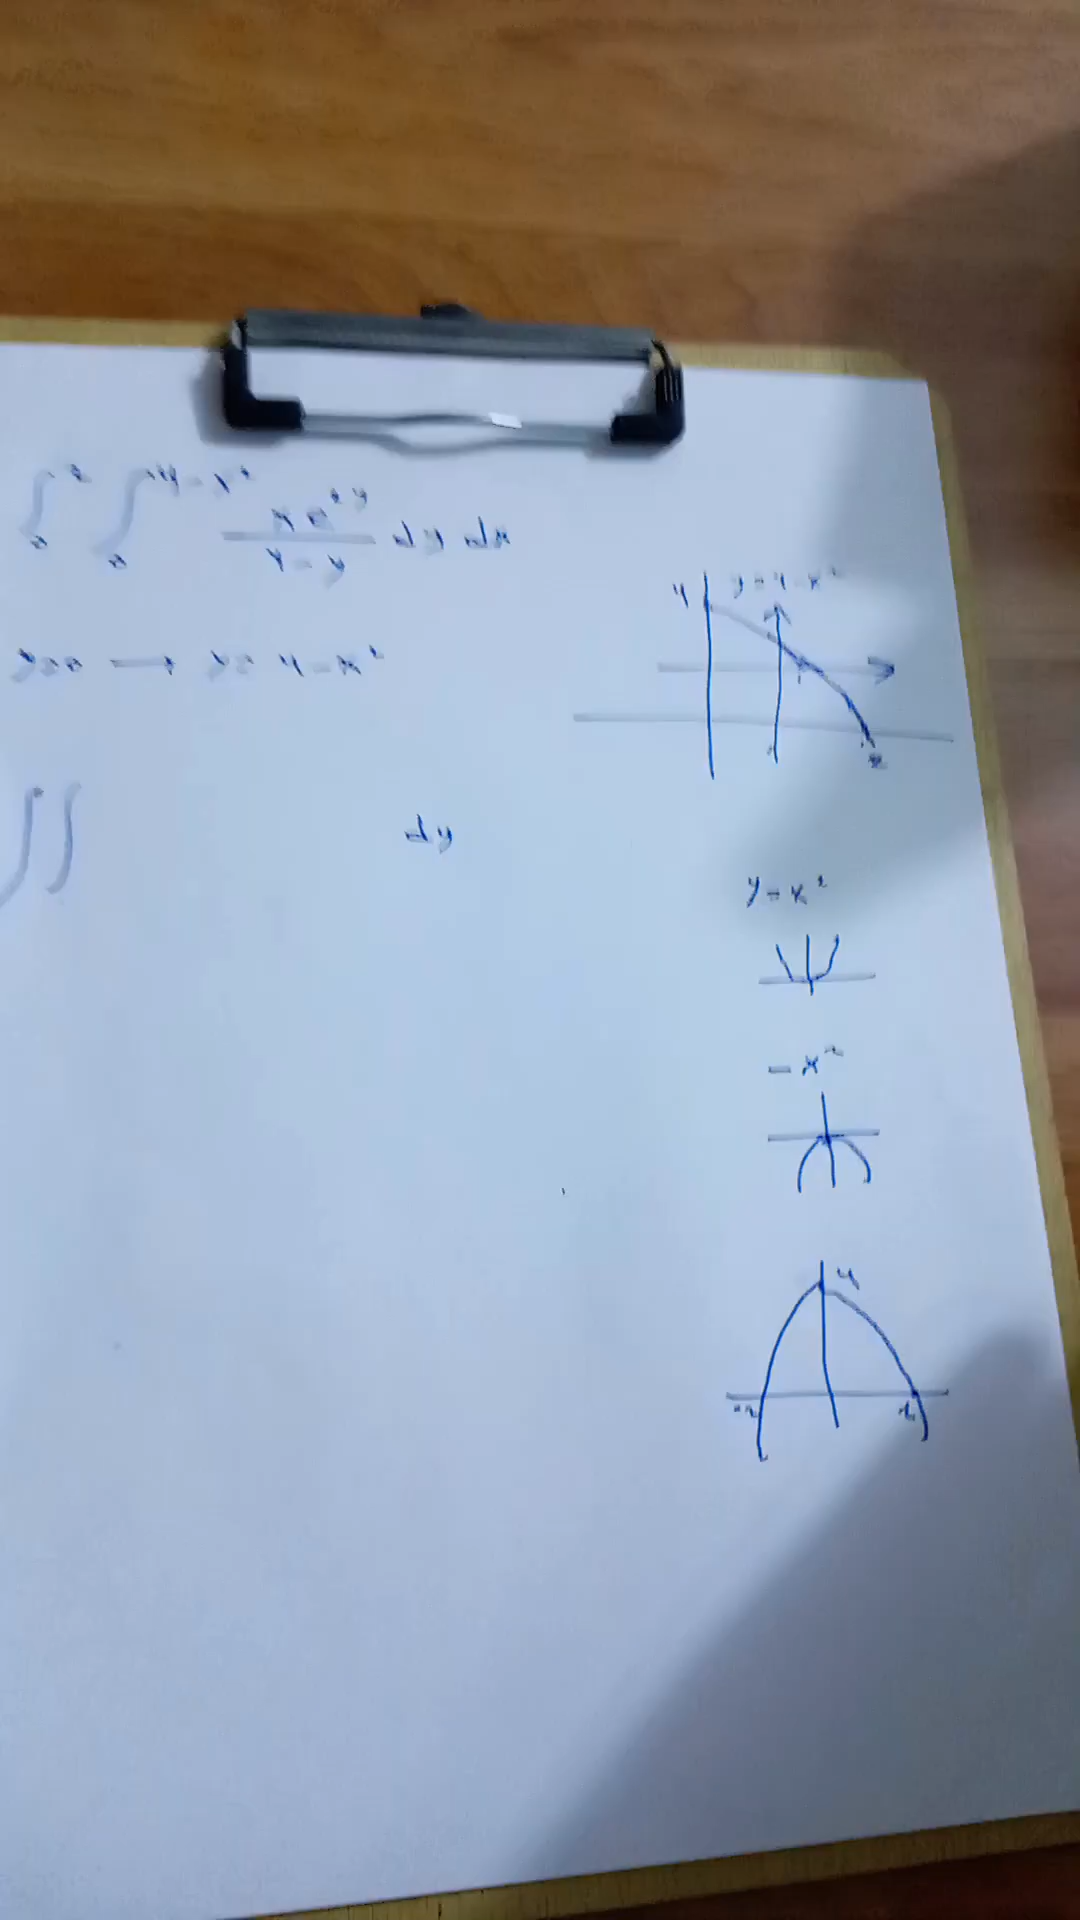 ∫₀² ∫₀^(4-x²) xe^(2y)/(4-y) dy dx
y=0 → y=4-x²
4 y=4-x²
2
∫∫ dy
y=x²
-x²
4
-2 2